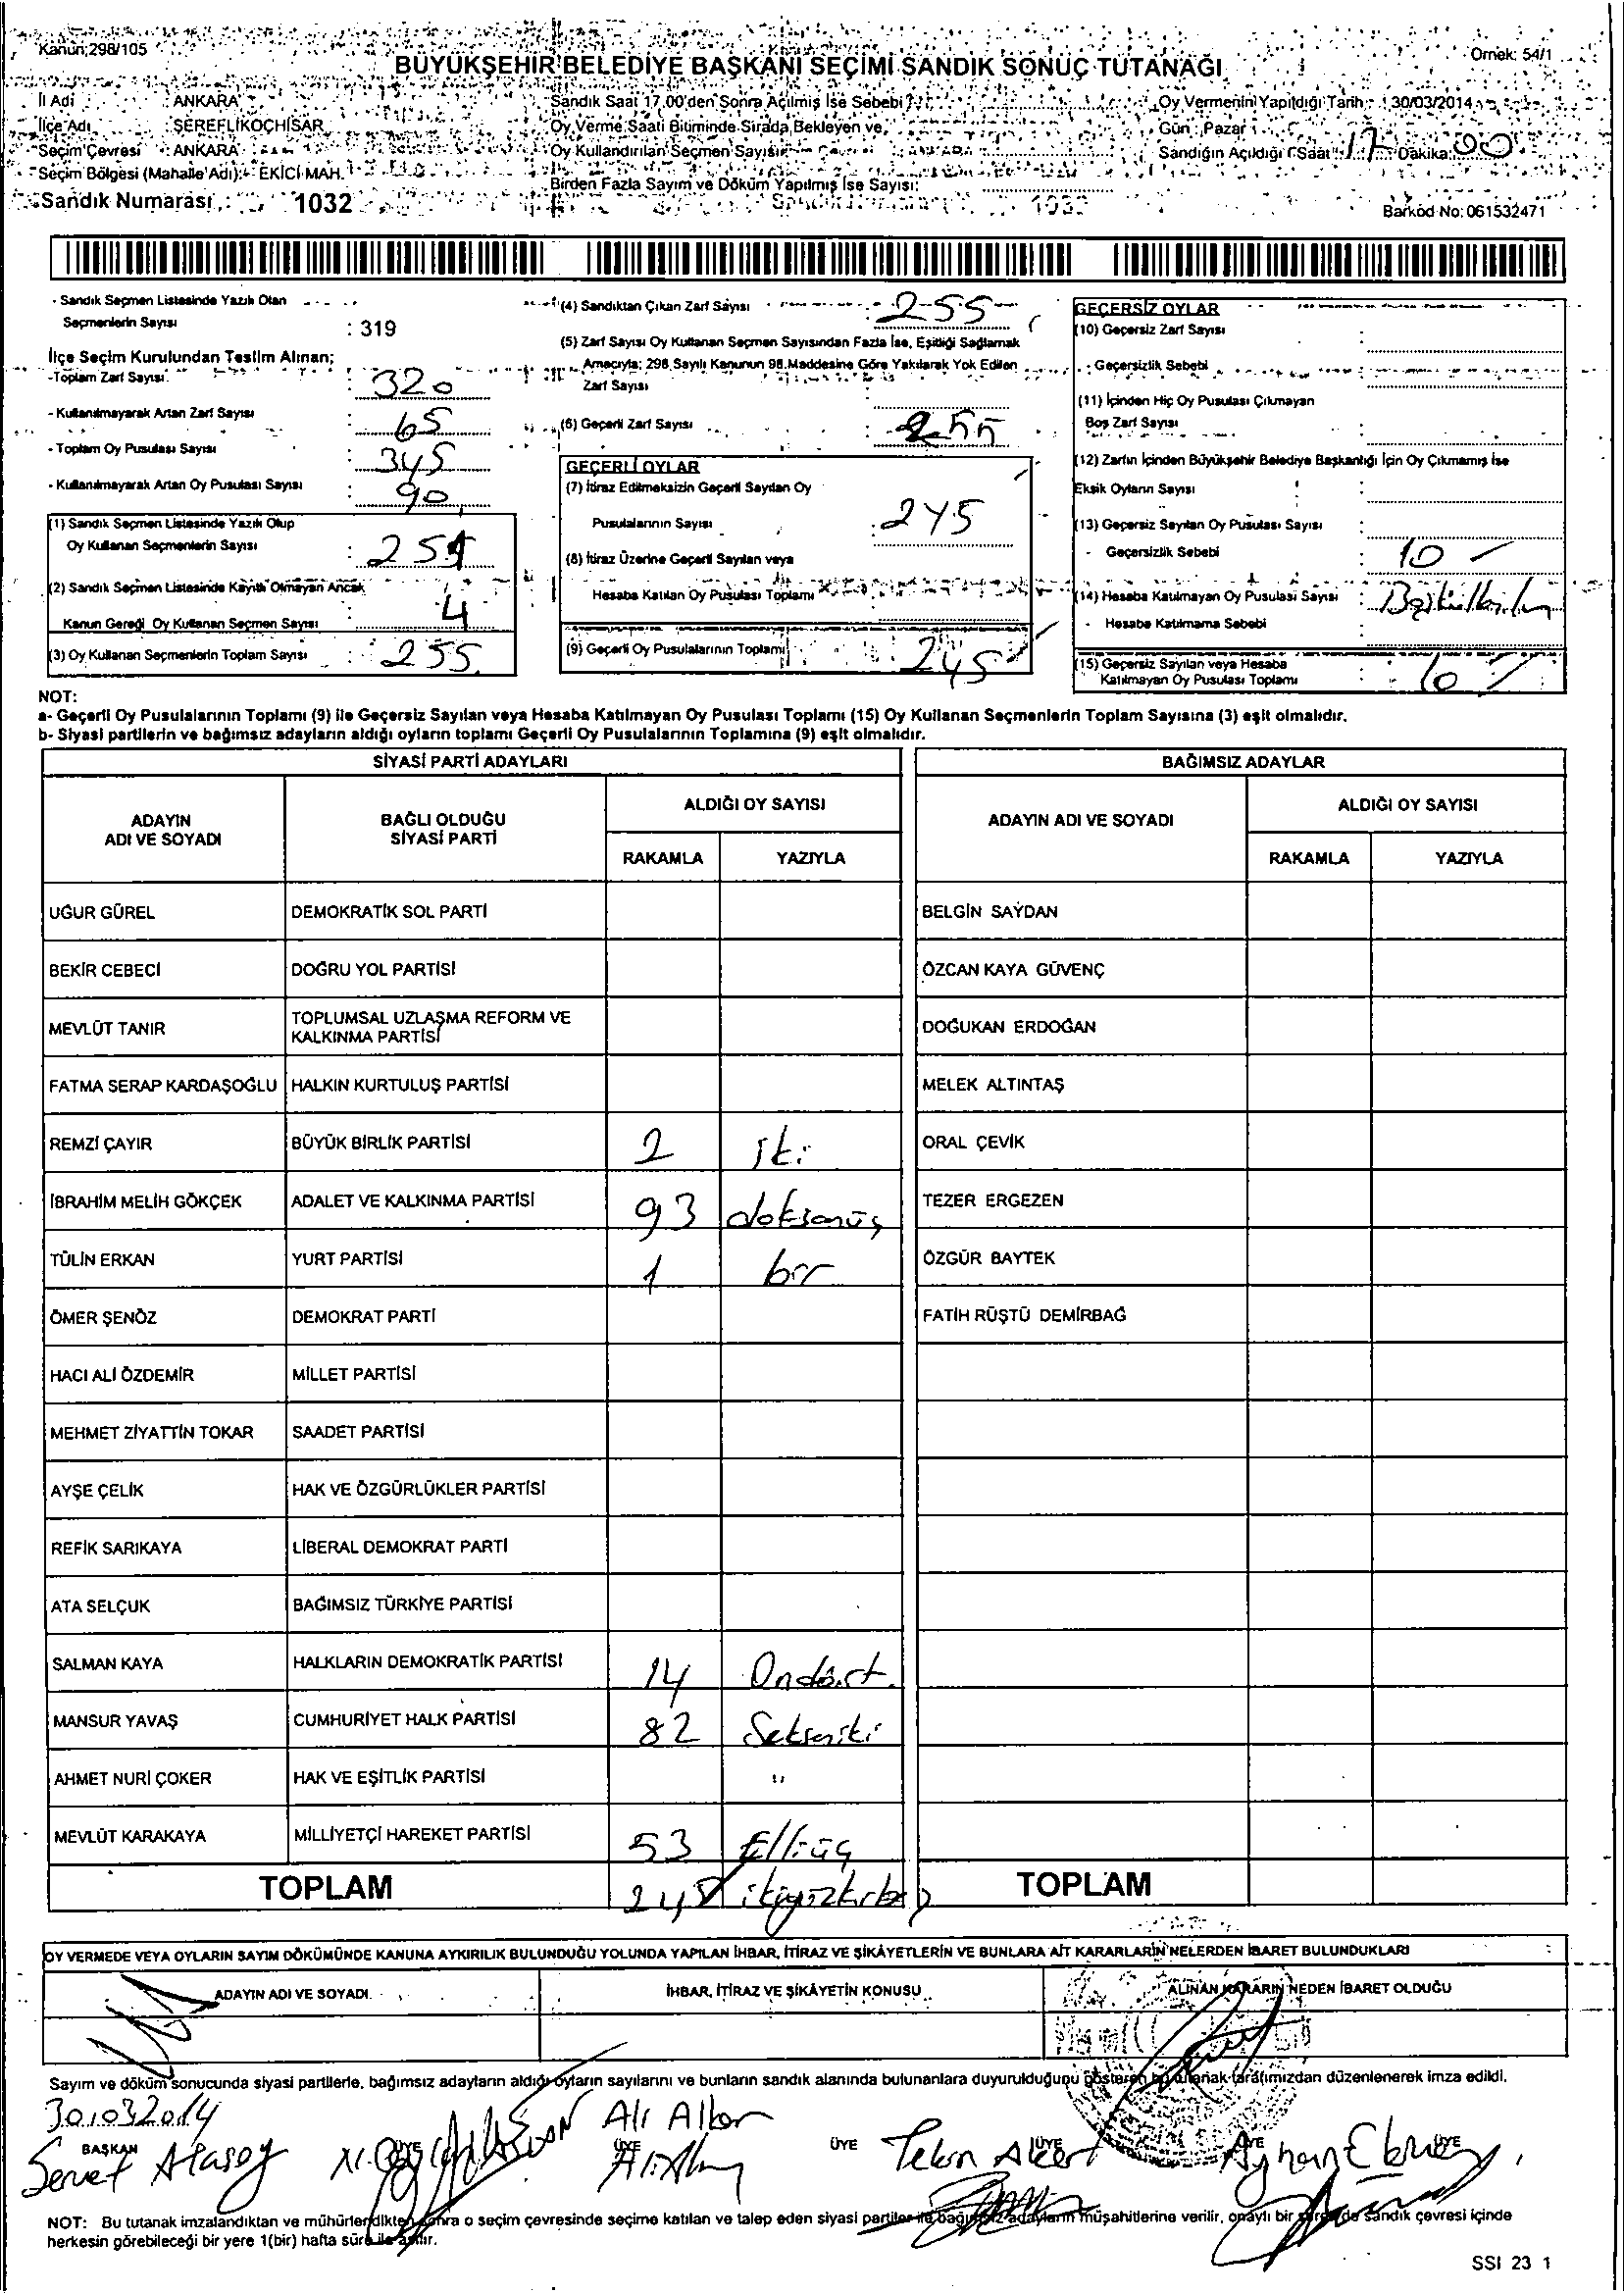 Kanun: 298/105
Örnek: 54/1
BÜYÜKŞEHİR BELEDİYE BAŞKANI SEÇİMİ SANDIK SONUÇ TUTANAĞI
İl Adı : ANKARA
İlçe Adı : ŞEREFLİKOÇHİSAR
Seçim Çevresi : ANKARA
Seçim Bölgesi (Mahalle Adı): EKİCİ MAH.
Sandık Numarası : 1032
Sandık Saat 17.00'den Sonra Açılmış İse Sebebi :
Oy Verme Saati Bitiminde Sırada Bekleyen ve
Oy Kullandırılan Seçmen Sayısı:
Birden Fazla Sayım ve Döküm Yapılmış İse Sayısı:
Oy Vermenin Yapıldığı Tarih : 30/03/2014
Gün : Pazar
Sandığın Açıldığı Saat : 17 Dakika: 00
Barkod No: 061532471
- Sandık Seçmen Listesinde Yazılı Olan
Seçmenlerin Sayısı : 319
İlçe Seçim Kurulundan Teslim Alınan;
-Toplam Zarf Sayısı : 320
- Kullanılmayarak Artan Zarf Sayısı : 65
- Toplam Oy Pusulası Sayısı : 345
- Kullanılmayarak Artan Oy Pusulası Sayısı : 90
(1) Sandık Seçmen Listesinde Yazılı Olup
Oy Kullanan Seçmenlerin Sayısı : 251
(2) Sandık Seçmen Listesinde Kayıtlı Olmayan Ancak
Kanun Gereği Oy Kullanan Seçmen Sayısı : 4
(3) Oy Kullanan Seçmenlerin Toplam Sayısı : 255
(4) Sandıktan Çıkan Zarf Sayısı : 255
(5) Zarf Sayısı Oy Kullanan Seçmen Sayısından Fazla İse, Eşitliği Sağlamak
Amacıyla; 298 Sayılı Kanunun 98.Maddesine Göre Yakılarak Yok Edilen
Zarf Sayısı :
(6) Geçerli Zarf Sayısı : 255
GEÇERLİ OYLAR
(7) İtiraz Edilmeksizin Geçerli Sayılan Oy
Pusulalarının Sayısı : 245
(8) İtiraz Üzerine Geçerli Sayılan veya
Hesaba Katılan Oy Pusulası Toplamı
(9) Geçerli Oy Pusulalarının Toplamı : 245
GEÇERSİZ OYLAR
(10) Geçersiz Zarf Sayısı :
- Geçersizlik Sebebi :
(11) İçinden Hiç Oy Pusulası Çıkmayan
Boş Zarf Sayısı :
(12) Zarfın İçinden Büyükşehir Belediye Başkanlığı İçin Oy Çıkmamış İse
Eksik Oyların Sayısı :
(13) Geçersiz Sayılan Oy Pusulası Sayısı :
- Geçersizlik Sebebi : 10 -
(14) Hesaba Katılmayan Oy Pusulası Sayısı :
- Hesaba Katılmama Sebebi :
(15) Geçersiz Sayılan veya Hesaba
Katılmayan Oy Pusulası Toplamı : 10
NOT:
a- Geçerli Oy Pusulalarının Toplamı (9) ile Geçersiz Sayılan veya Hesaba Katılmayan Oy Pusulası Toplamı (15) Oy Kullanan Seçmenlerin Toplam Sayısına (3) eşit olmalıdır.
b- Siyasi partilerin ve bağımsız adayların aldığı oyların toplamı Geçerli Oy Pusulalarının Toplamına (9) eşit olmalıdır.
SİYASİ PARTİ ADAYLARI
BAĞIMSIZ ADAYLAR
ADAYIN ADI VE SOYADI
BAĞLI OLDUĞU SİYASİ PARTİ
ALDIĞI OY SAYISI
RAKAMLA YAZIYLA
ADAYIN ADI VE SOYADI
ALDIĞI OY SAYISI
RAKAMLA YAZIYLA
UĞUR GÜREL DEMOKRATİK SOL PARTİ BELGİN SAYDAN
BEKİR CEBECİ DOĞRU YOL PARTİSİ ÖZCAN KAYA GÜVENÇ
MEVLÜT TANIR TOPLUMSAL UZLAŞMA REFORM VE KALKINMA PARTİSİ DOĞUKAN ERDOĞAN
FATMA SERAP KARDAŞOĞLU HALKIN KURTULUŞ PARTİSİ MELEK ALTINTAŞ
REMZİ ÇAYIR BÜYÜK BİRLİK PARTİSİ 2 iki ORAL ÇEVİK
İBRAHİM MELİH GÖKÇEK ADALET VE KALKINMA PARTİSİ 93 doksanüç TEZER ERGEZEN
TÜLİN ERKAN YURT PARTİSİ 1 bir ÖZGÜR BAYTEK
ÖMER ŞENÖZ DEMOKRAT PARTİ FATİH RÜŞTÜ DEMİRBAĞ
HACI ALİ ÖZDEMİR MİLLET PARTİSİ
MEHMET ZİYATTİN TOKAR SAADET PARTİSİ
AYŞE ÇELİK HAK VE ÖZGÜRLÜKLER PARTİSİ
REFİK SARIKAYA LİBERAL DEMOKRAT PARTİ
ATA SELÇUK BAĞIMSIZ TÜRKİYE PARTİSİ
SALMAN KAYA HALKLARIN DEMOKRATİK PARTİSİ 14 Ondört
MANSUR YAVAŞ CUMHURİYET HALK PARTİSİ 82 Sekseniki
AHMET NURİ ÇOKER HAK VE EŞİTLİK PARTİSİ
MEVLÜT KARAKAYA MİLLİYETÇİ HAREKET PARTİSİ 53 Elliüç
TOPLAM 245 ikiyüzkırkbeş TOPLAM
OY VERMEDE VEYA OYLARIN SAYIM DÖKÜMÜNDE KANUNA AYKIRILIK BULUNDUĞU YOLUNDA YAPILAN İHBAR, İTİRAZ VE ŞİKÂYETLERİN VE BUNLARA AİT KARARLARIN NELERDEN İBARET BULUNDUKLARI
ADAYIN ADI VE SOYADI İHBAR, İTİRAZ VE ŞİKÂYETİN KONUSU ALINAN KARARIN NEDEN İBARET OLDUĞU
Sayım ve döküm sonucunda siyasi partilerle, bağımsız adayların aldığı oyların sayılarını ve bunların sandık alanında bulunanlara duyurulduğunu gösteren bu tutanak tarafımızdan düzenlenerek imza edildi.
30.03.2014
Ali Alkan
BAŞKAN ÜYE ÜYE ÜYE ÜYE ÜYE ÜYE
Servet Atasoy
NOT: Bu tutanak imzalandıktan ve mühürlendikten sonra o seçim çevresinde seçime katılan ve talep eden siyasi partiler ile bağımsız adayların müşahitlerine verilir, onaylı bir sureti de sandık çevresi içinde
herkesin görebileceği bir yere 1(bir) hafta süre ile asılır.
SSI 23 1